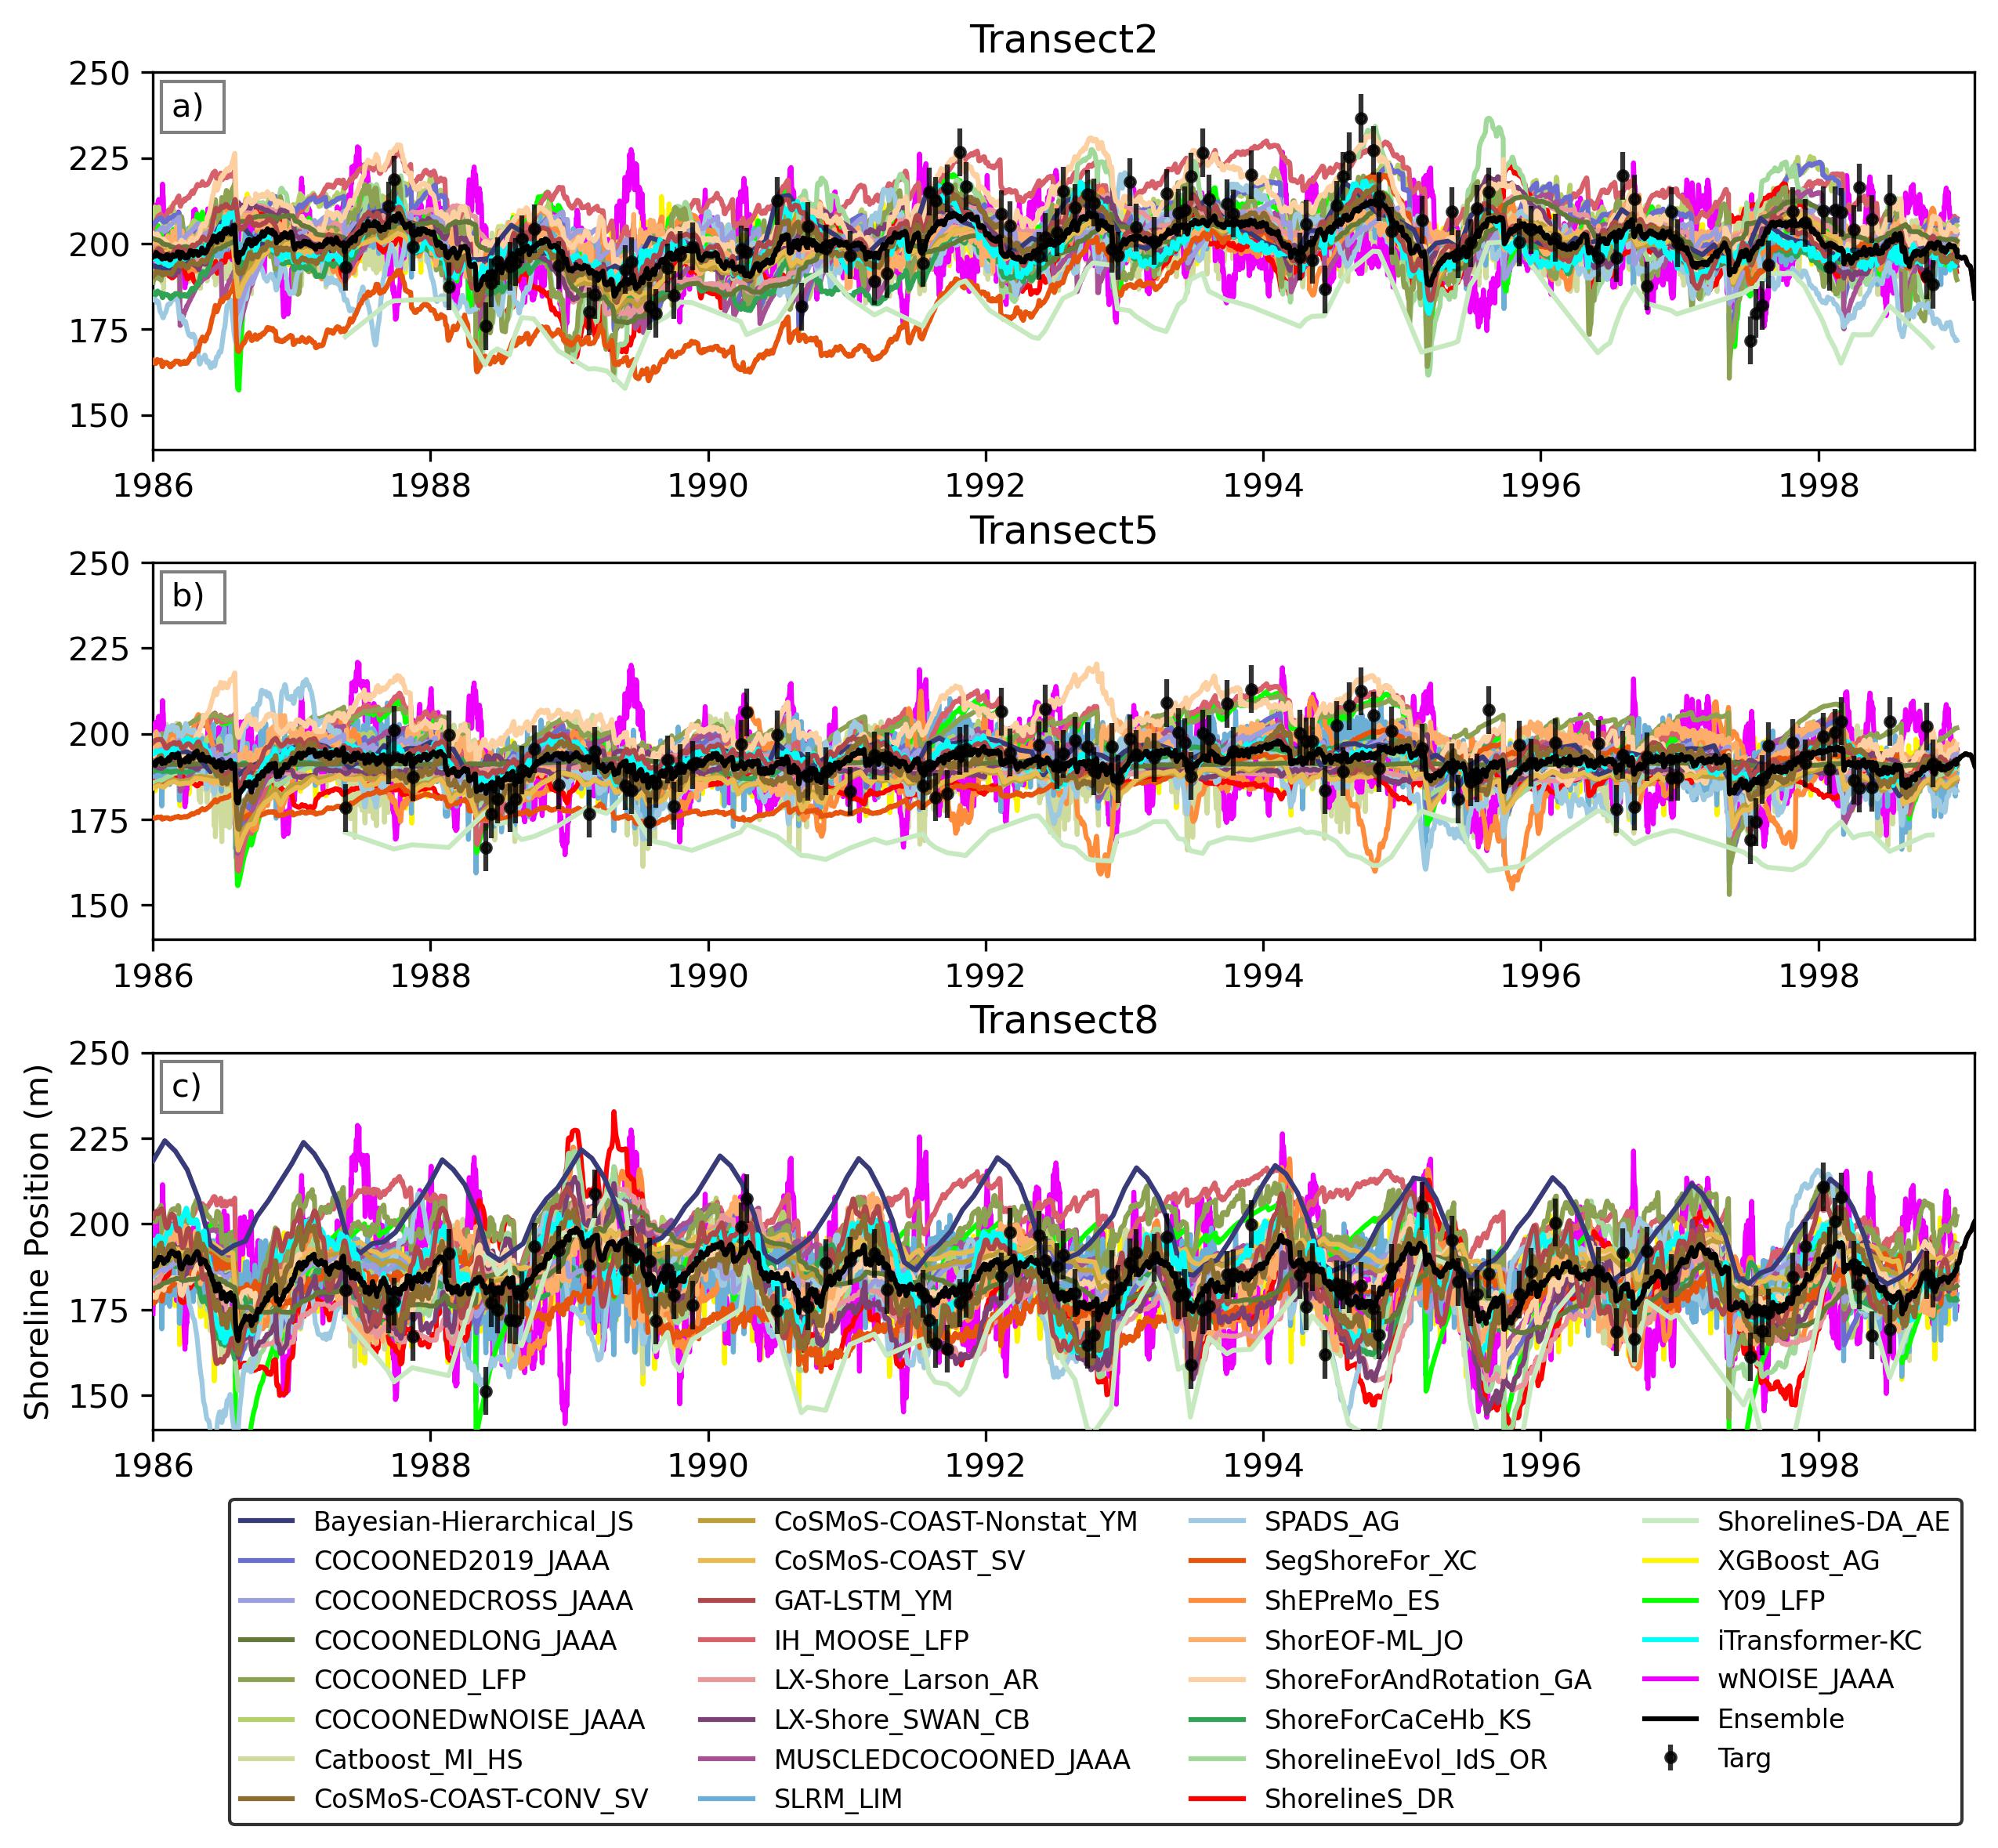 Transect2
a)
250
225
200
175
150
1986 1988 1990 1992 1994 1996 1998
Transect5
b)
250
225
200
175
150
1986 1988 1990 1992 1994 1996 1998
Transect8
c)
Shoreline Position (m)
250
225
200
175
150
1986 1988 1990 1992 1994 1996 1998
Bayesian-Hierarchical_JS
COCOONED2019_JAAA
COCOONEDCROSS_JAAA
COCOONEDLONG_JAAA
COCOONED_LFP
COCOONEDwNOISE_JAAA
Catboost_MI_HS
CoSMoS-COAST-CONV_SV
CoSMoS-COAST-Nonstat_YM
CoSMoS-COAST_SV
GAT-LSTM_YM
IH_MOOSE_LFP
LX-Shore_Larson_AR
LX-Shore_SWAN_CB
MUSCLEDCOCOONED_JAAA
SLRM_LIM
SPADS_AG
SegShoreFor_XC
ShEPreMo_ES
ShorEOF-ML_JO
ShoreForAndRotation_GA
ShoreForCaCeHb_KS
ShorelineEvol_IdS_OR
ShorelineS_DR
ShorelineS-DA_AE
XGBoost_AG
Y09_LFP
iTransformer-KC
wNOISE_JAAA
Ensemble
Targ